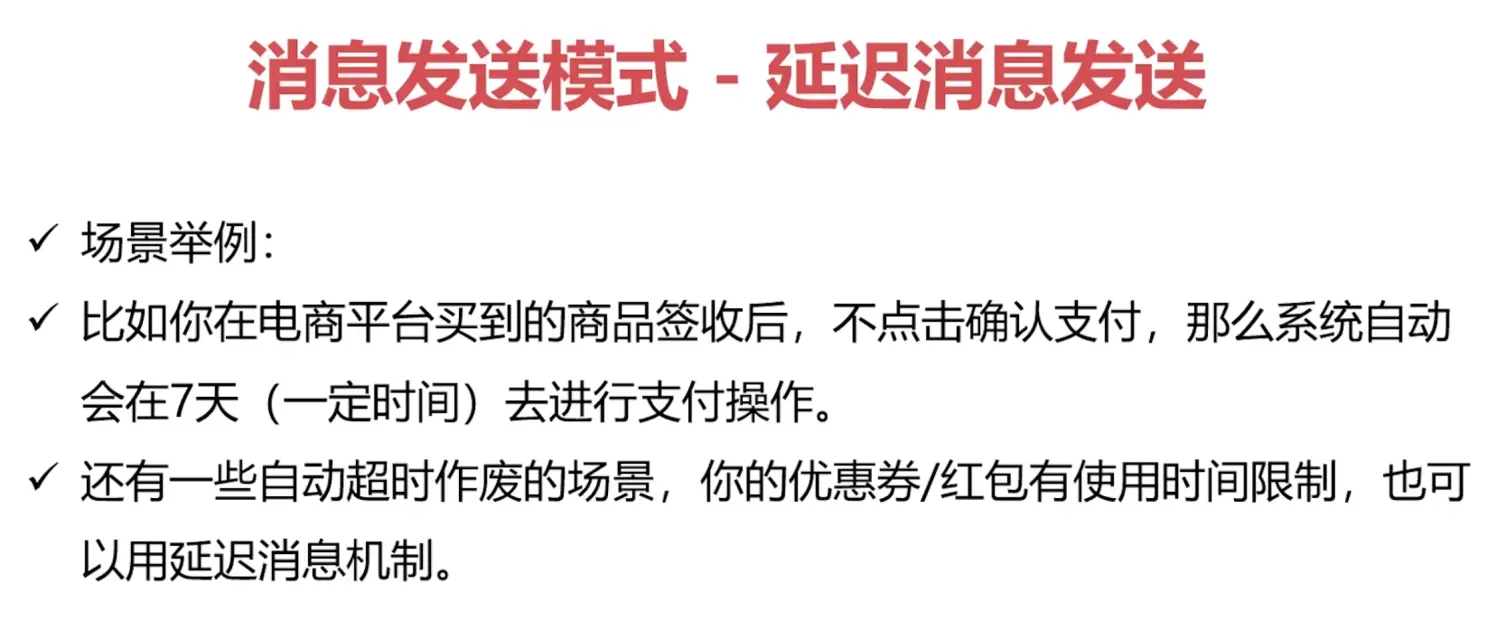 消息发送模式 - 延迟消息发送
✓ 场景举例：
✓ 比如你在电商平台买到的商品签收后，不点击确认支付，那么系统自动
会在7天（一定时间）去进行支付操作。
✓ 还有一些自动超时作废的场景，你的优惠券/红包有使用时间限制，也可
以用延迟消息机制。